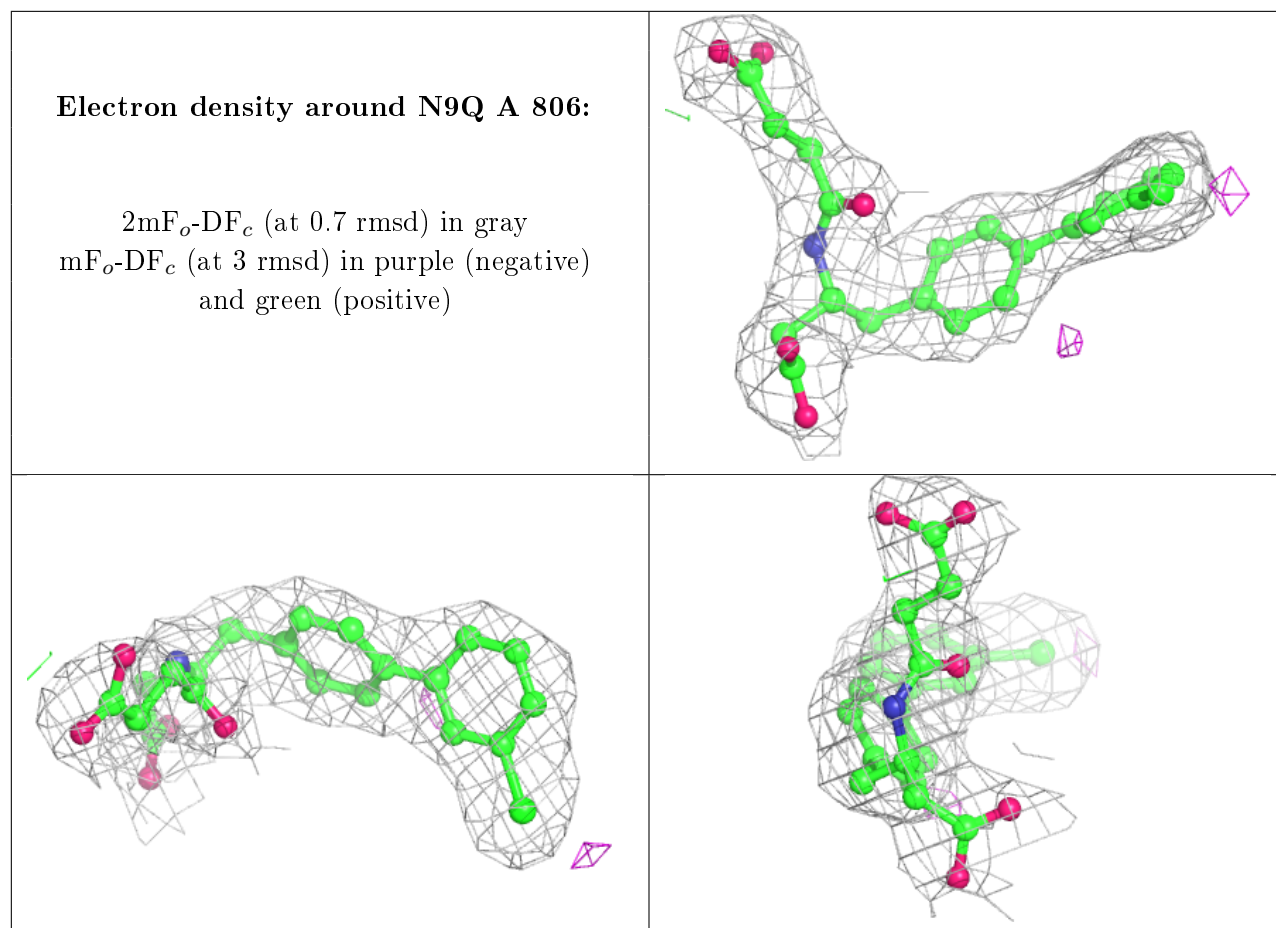 Electron density around N9Q A 806:
2mFo-DFc (at 0.7 rmsd) in gray
mFo-DFc (at 3 rmsd) in purple (negative)
and green (positive)